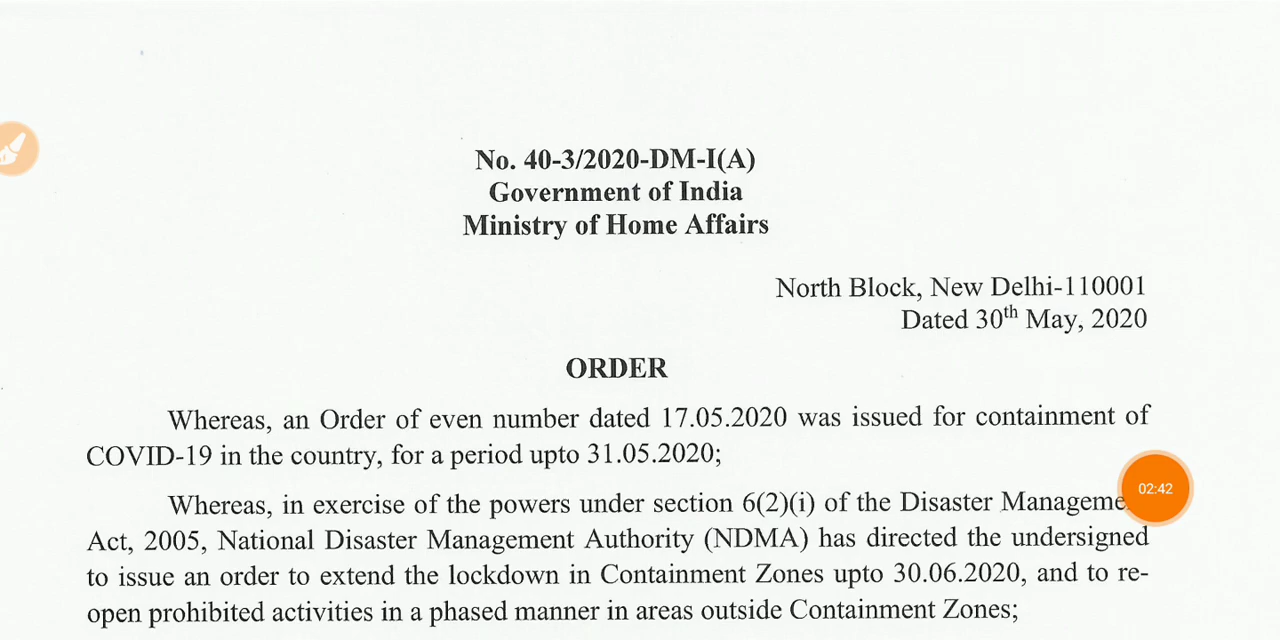 No. 40-3/2020-DM-I(A)
Government of India
Ministry of Home Affairs
North Block, New Delhi-110001
Dated 30th May, 2020
ORDER
Whereas, an Order of even number dated 17.05.2020 was issued for containment of
COVID-19 in the country, for a period upto 31.05.2020;
Whereas, in exercise of the powers under section 6(2)(i) of the Disaster Manageme
02:42
Act, 2005, National Disaster Management Authority (NDMA) has directed the undersigned
to issue an order to extend the lockdown in Containment Zones upto 30.06.2020, and to re-
open prohibited activities in a phased manner in areas outside Containment Zones;